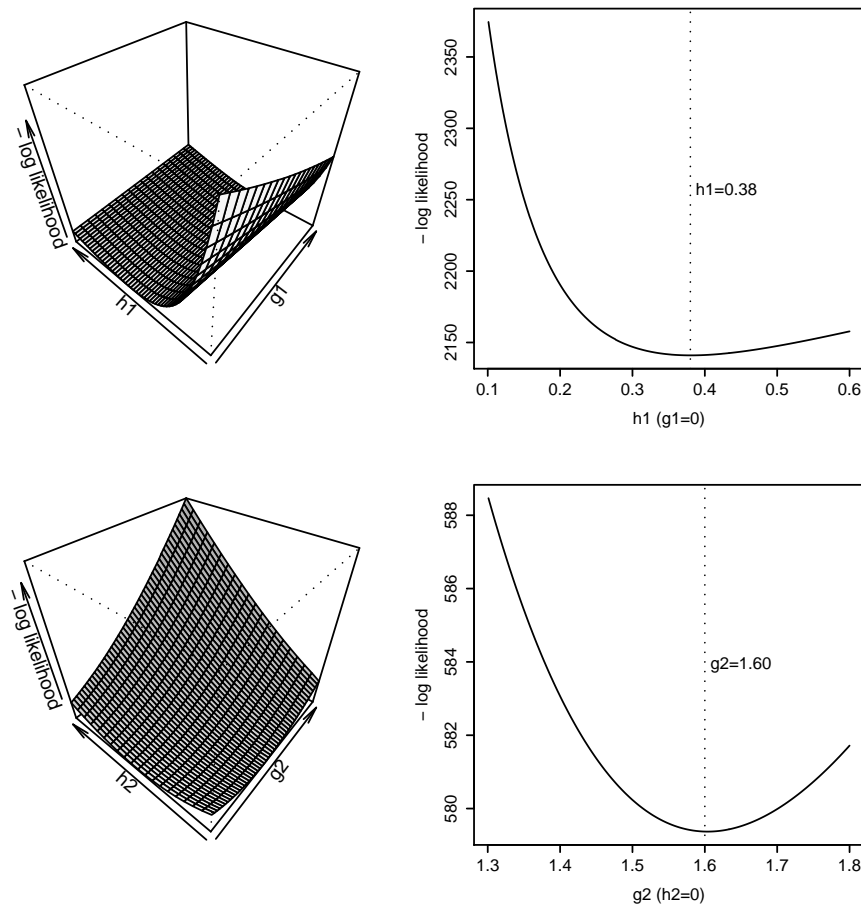 − log likelihood
h1
g1
− log likelihood
2150
2200
2250
2300
2350
h1=0.38
0.1
0.2
0.3
0.4
0.5
0.6
h1 (g1=0)
− log likelihood
h2
g2
− log likelihood
580
582
584
586
588
g2=1.60
1.3
1.4
1.5
1.6
1.7
1.8
g2 (h2=0)